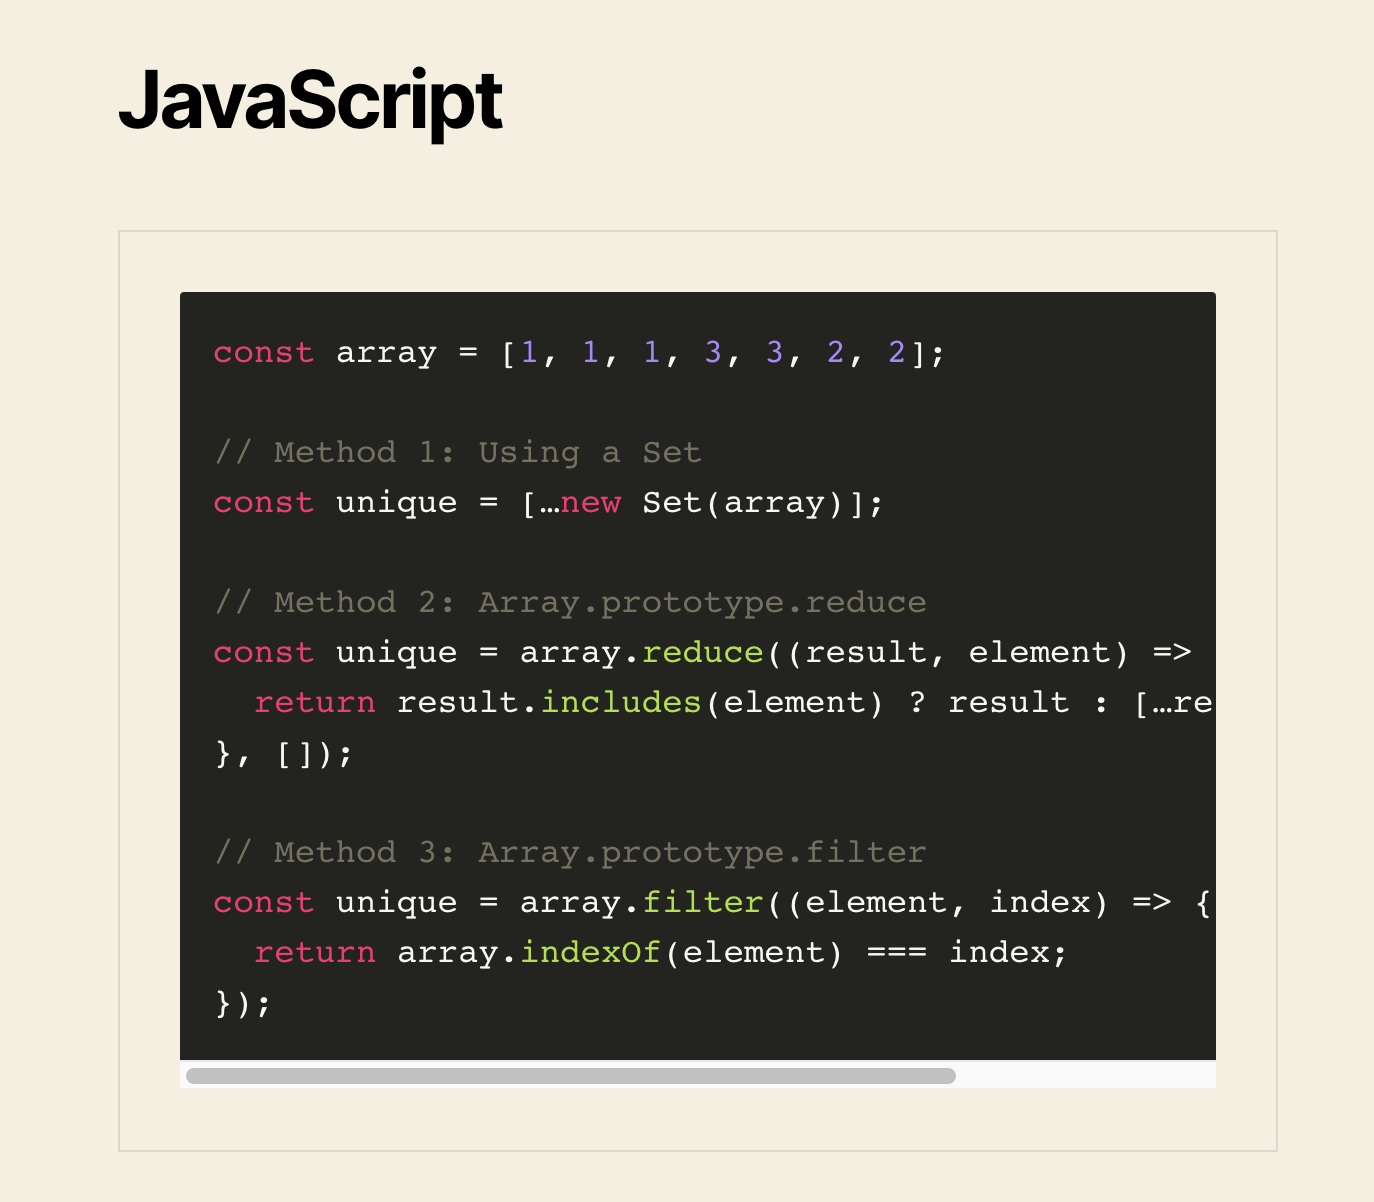 JavaScript
const array = [1, 1, 1, 3, 3, 2, 2];
// Method 1: Using a Set
const unique = […new Set(array)];
// Method 2: Array.prototype.reduce
const unique = array.reduce((result, element) =>
  return result.includes(element) ? result : […re
}, []);
// Method 3: Array.prototype.filter
const unique = array.filter((element, index) => {
  return array.indexOf(element) === index;
});